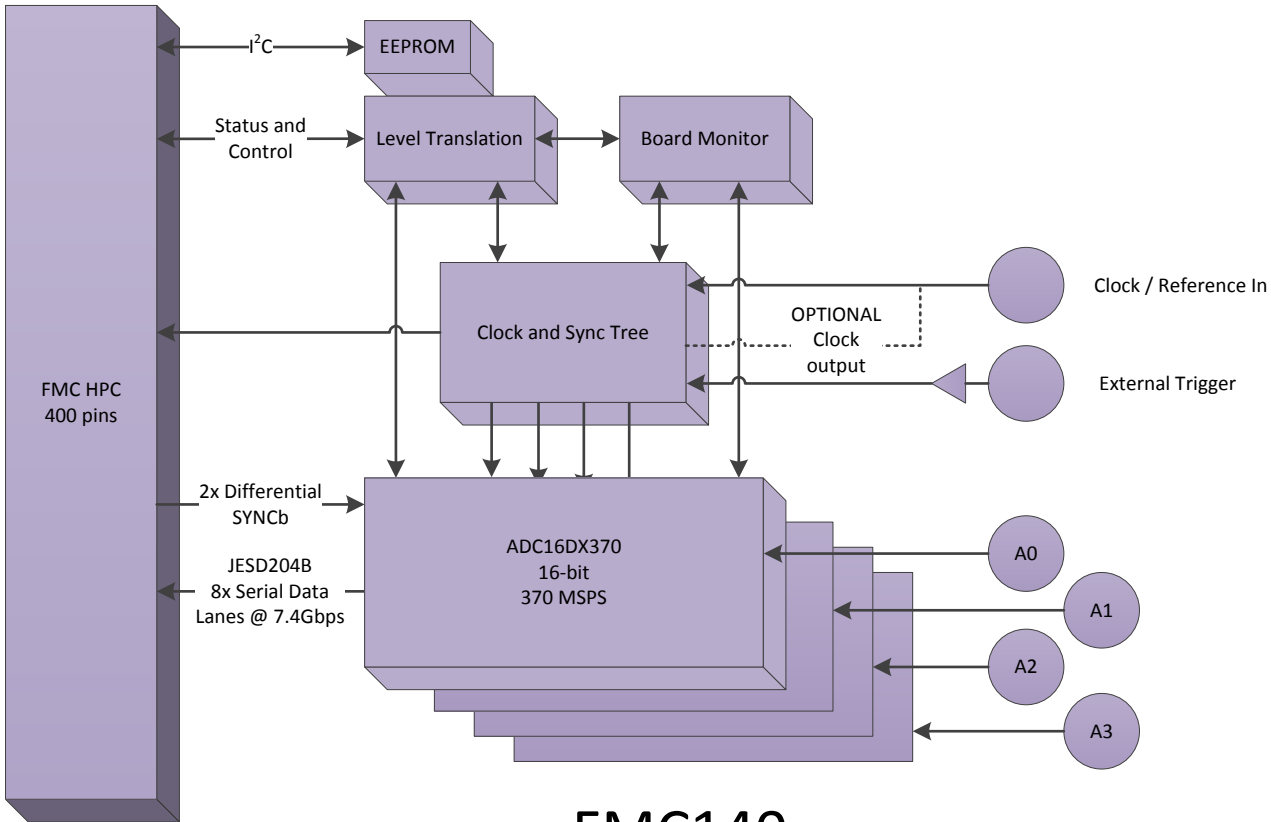 I²C
EEPROM
Status and
Control
Level Translation
Board Monitor
Clock / Reference In
OPTIONAL
Clock
output
Clock and Sync Tree
External Trigger
FMC HPC
400 pins
2x Differential
SYNCb
JESD204B
8x Serial Data
Lanes @ 7.4Gbps
ADC16DX370
16-bit
370 MSPS
A0
A1
A2
A3